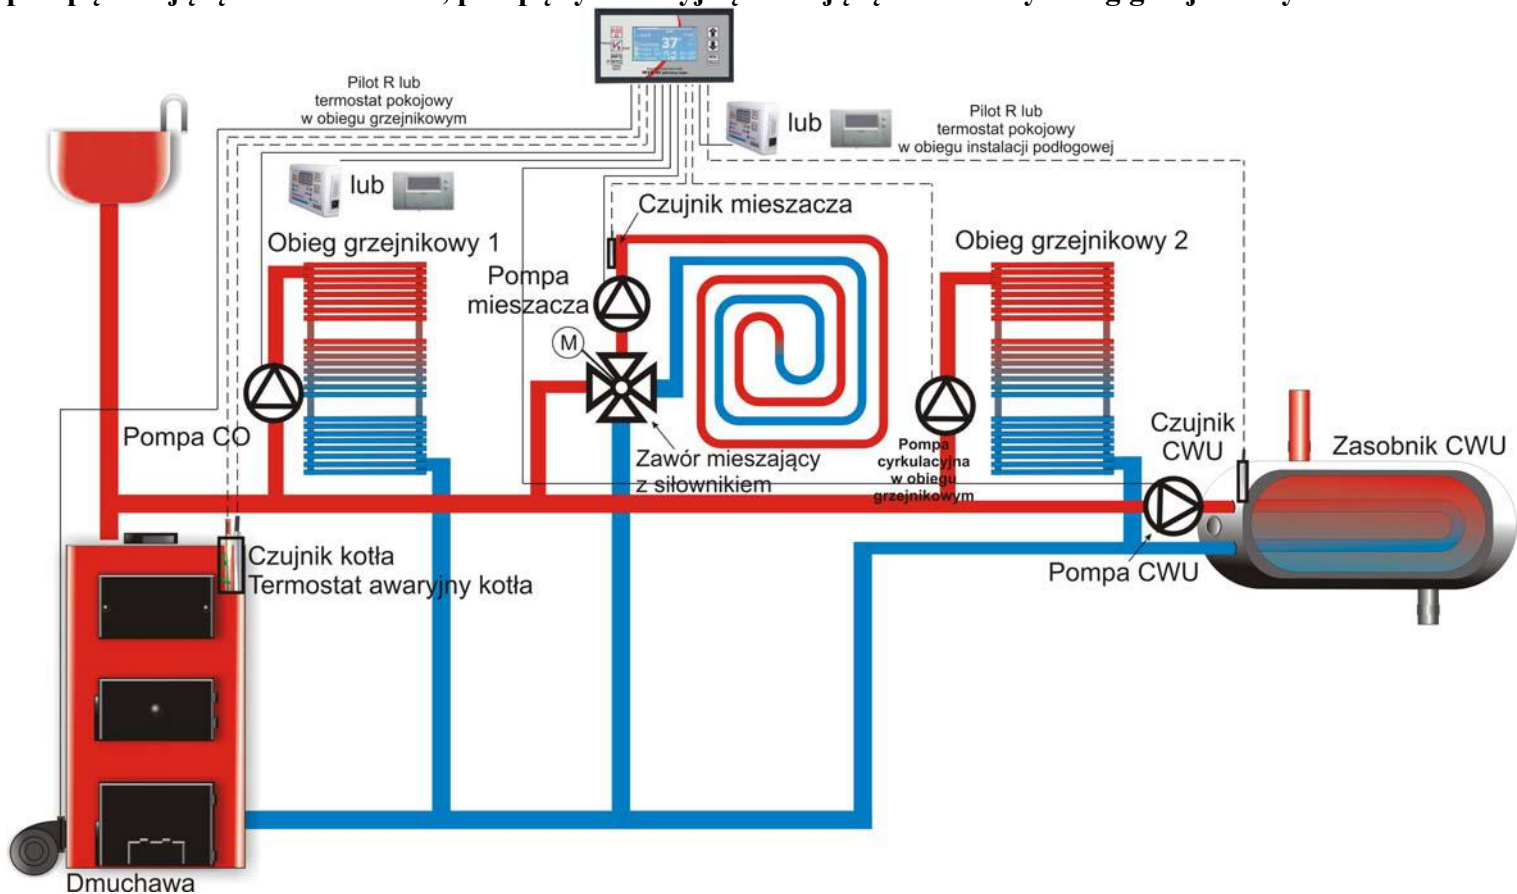 Pilot R lub
termostat pokojowy
w obiegu grzejnikowym
lub
Pilot R lub
termostat pokojowy
w obiegu instalacji podłogowej
lub
Czujnik mieszacza
Obieg grzejnikowy 1
Obieg grzejnikowy 2
Pompa
mieszacza
M
Pompa CO
Zawór mieszający
z siłownikiem
Pompa
cyrkulacyjna
w obiegu
grzejnikowym
Czujnik
CWU
Zasobnik CWU
Pompa CWU
Czujnik kotła
Termostat awaryjny kotła
Dmuchawa
37